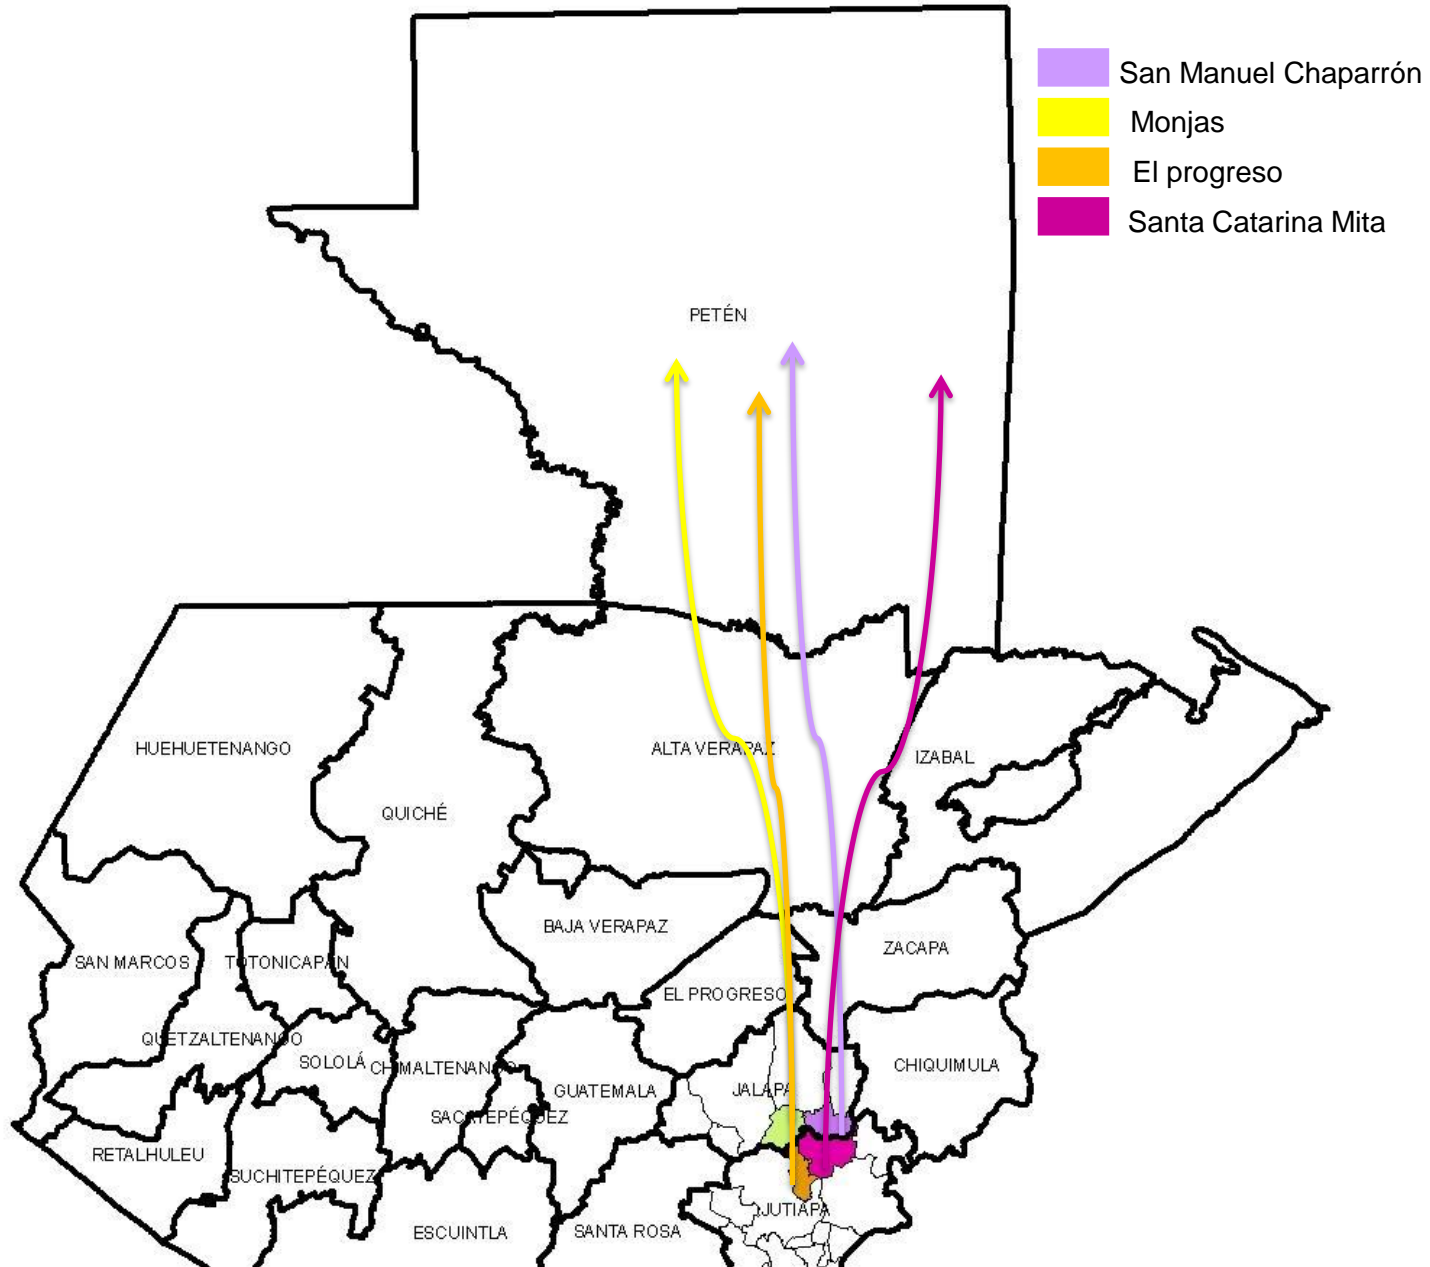 San Manuel Chaparrón
Monjas
El progreso
Santa Catarina Mita
PETÉN
HUEHUETENANGO
ALTA VERAPAZ
IZABAL
QUICHÉ
BAJA VERAPAZ
ZACAPA
SAN MARCOS
TOTONICAPÁN
EL PROGRESO
QUETZALTENANGO
SOLOLÁ
CHIMALTENANGO
CHIQUIMULA
GUATEMALA
JALAPA
SACATEPÉQUEZ
RETALHULEU
SUCHITEPÉQUEZ
JUTIAPA
ESCUINTLA
SANTA ROSA